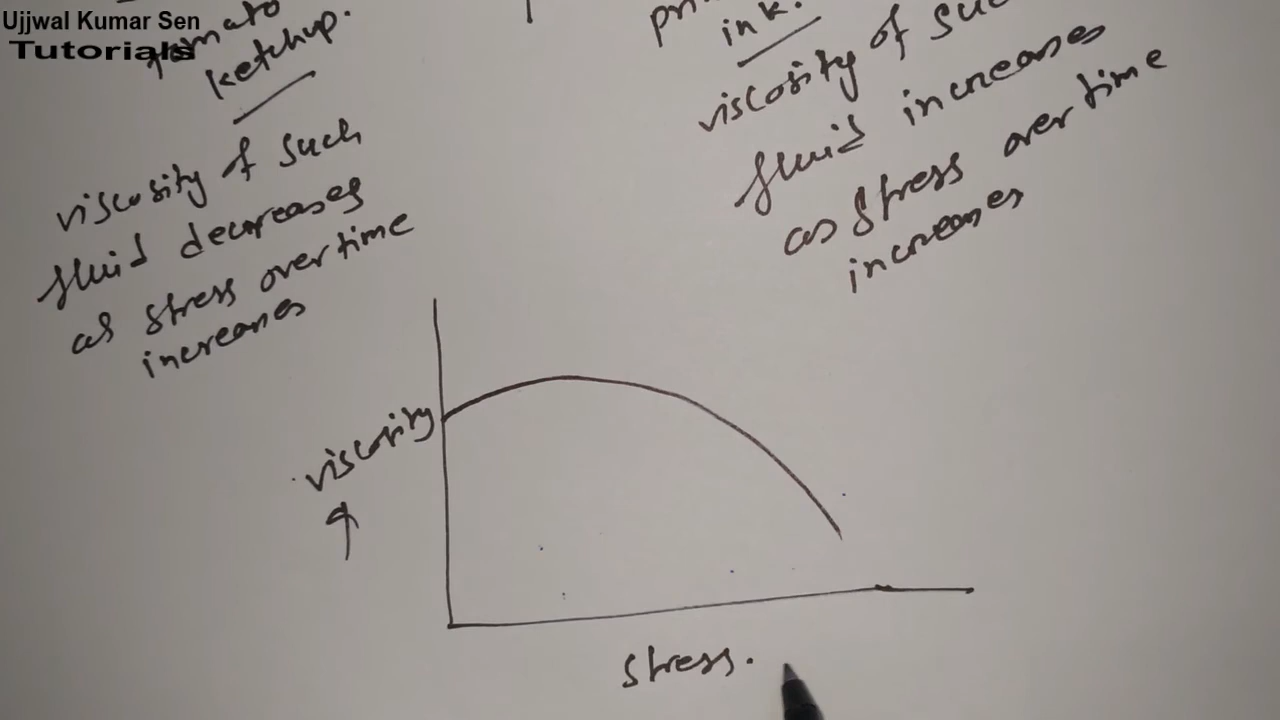 Ujjwal Kumar Sen
Tutorials
ketchup.
viscosity of such
fluid decreases
as stress over time
increases
ink.
viscosity of such
fluid increases
as stress over time
increases
viscosity
stress.